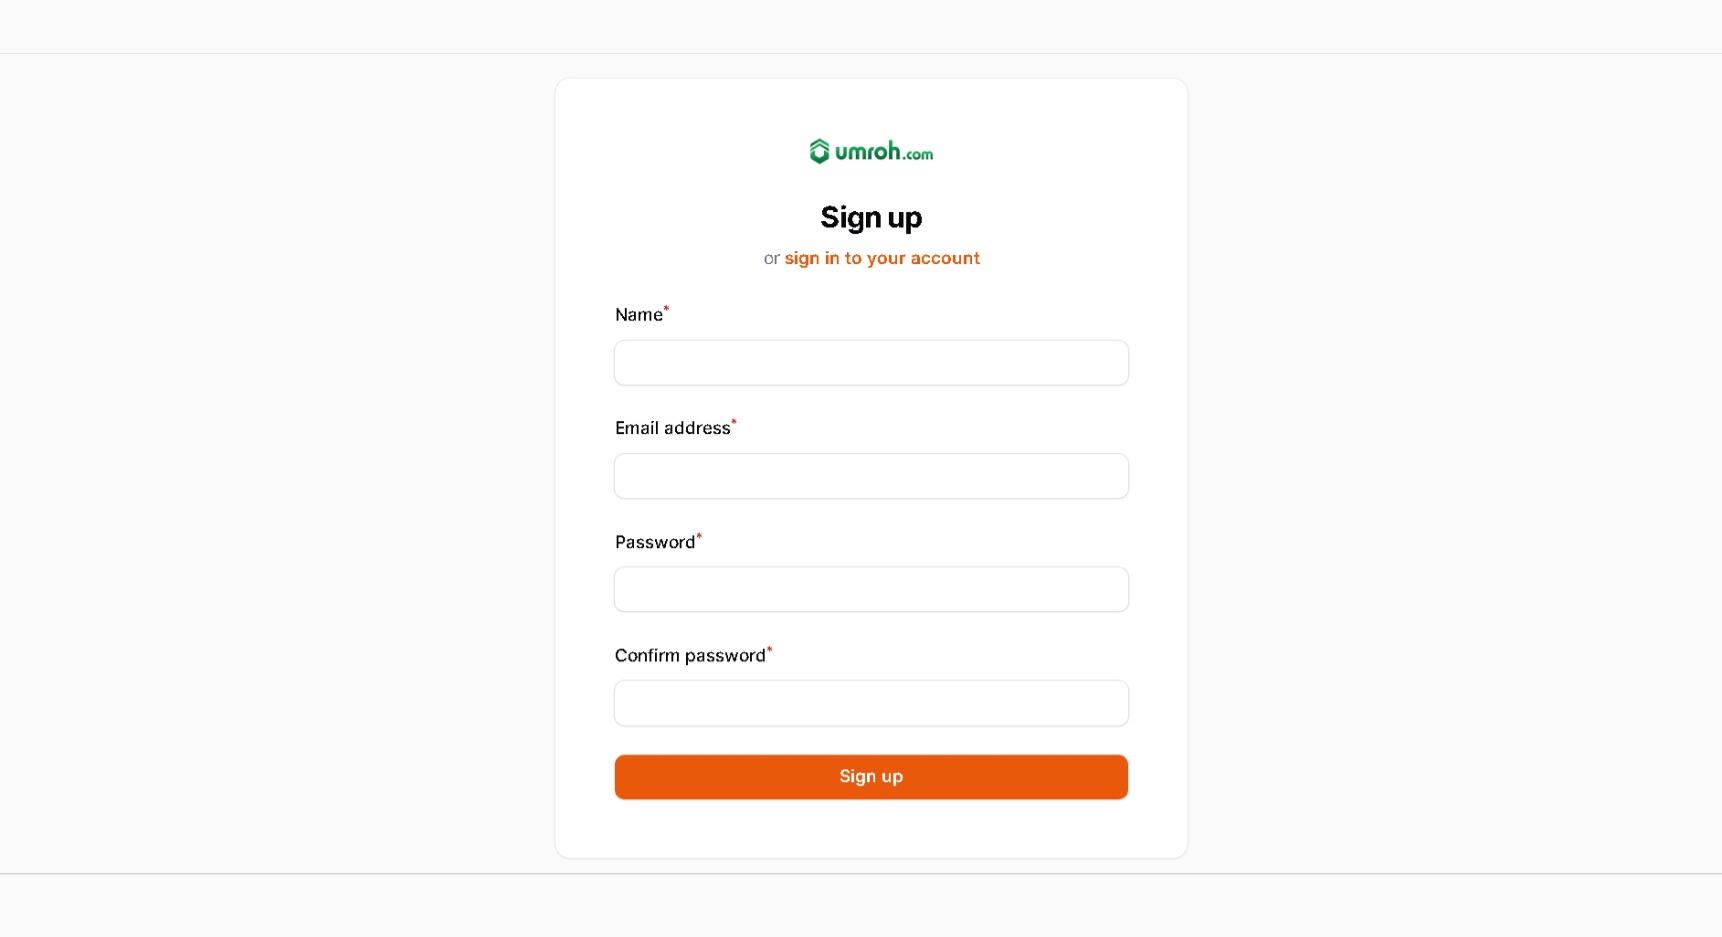 umroh.com
Sign up
or sign in to your account
Name*
Email address*
Password*
Confirm password*
Sign up